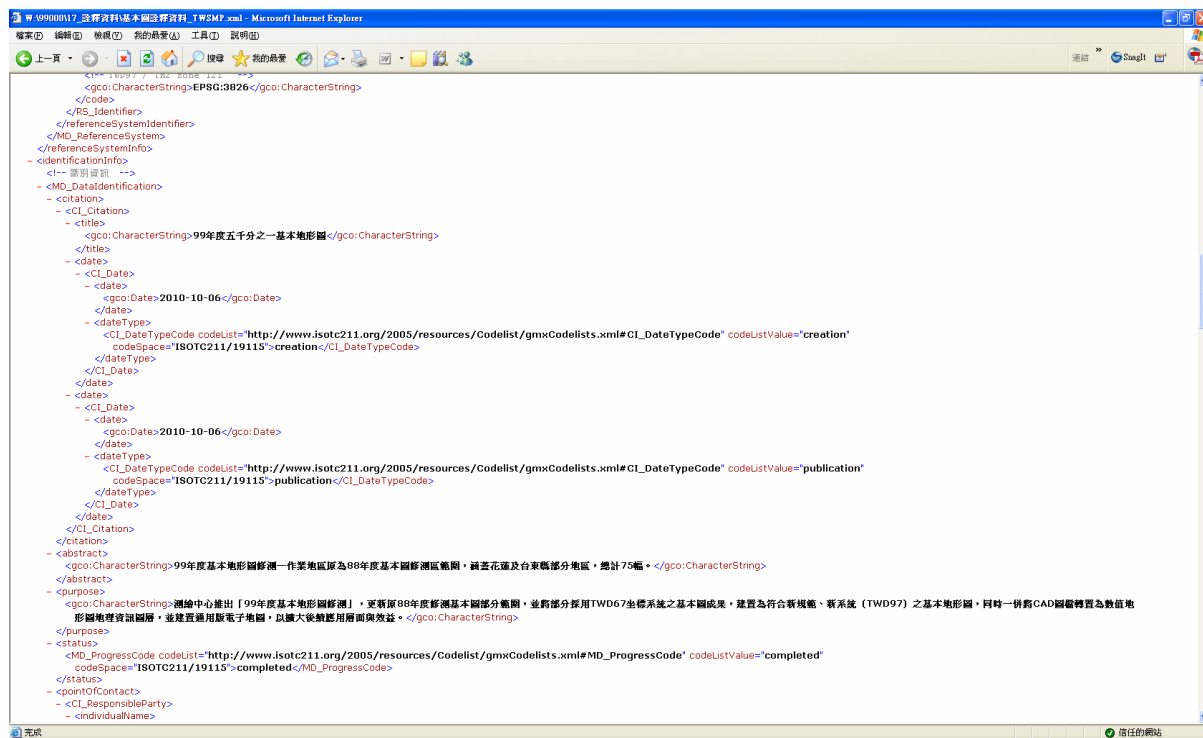 W:\99008\17_詮釋資料\基本圖詮釋資料_TWSMP.xml - Microsoft Internet Explorer
檔案(F) 編輯(E) 檢視(V) 我的最愛(A) 工具(T) 說明(H)
上一頁 搜尋 我的最愛 連結 » SnagIt
<!-- TWD97 / TM2 zone 121 -->
<gco:CharacterString>EPSG:3826</gco:CharacterString>
</code>
</RS_Identifier>
</referenceSystemIdentifier>
</MD_ReferenceSystem>
</referenceSystemInfo>
- <identificationInfo>
<!-- 識別資訊 -->
- <MD_DataIdentification>
- <citation>
- <CI_Citation>
- <title>
<gco:CharacterString>99年度五千分之一基本地形圖</gco:CharacterString>
</title>
- <date>
- <CI_Date>
- <date>
<gco:Date>2010-10-06</gco:Date>
</date>
- <dateType>
<CI_DateTypeCode codeList="http://www.isotc211.org/2005/resources/Codelist/gmxCodelists.xml#CI_DateTypeCode" codeListValue="creation"
codeSpace="ISOTC211/19115">creation</CI_DateTypeCode>
</dateType>
</CI_Date>
</date>
- <date>
- <CI_Date>
- <date>
<gco:Date>2010-10-06</gco:Date>
</date>
- <dateType>
<CI_DateTypeCode codeList="http://www.isotc211.org/2005/resources/Codelist/gmxCodelists.xml#CI_DateTypeCode" codeListValue="publication"
codeSpace="ISOTC211/19115">publication</CI_DateTypeCode>
</dateType>
</CI_Date>
</date>
</CI_Citation>
</citation>
- <abstract>
<gco:CharacterString>99年度基本地形圖修測一作業地區原為88年度基本圖修測區範圍，涵蓋花蓮及台東縣部分地區，總計75幅。</gco:CharacterString>
</abstract>
- <purpose>
<gco:CharacterString>測繪中心推出「99年度基本地形圖修測」，更新原88年度修測基本圖部分範圍，並將部分採用TWD67坐標系統之基本圖成果，建置為符合新規範、新系統（TWD97）之基本地形圖，同時一併將CAD圖檔轉置為數值地
形圖地理資訊圖層，並建置通用版電子地圖，以擴大後續應用層面與效益。</gco:CharacterString>
</purpose>
- <status>
<MD_ProgressCode codeList="http://www.isotc211.org/2005/resources/Codelist/gmxCodelists.xml#MD_ProgressCode" codeListValue="completed"
codeSpace="ISOTC211/19115">completed</MD_ProgressCode>
</status>
- <pointOfContact>
- <CI_ResponsibleParty>
- <individualName>
完成 信任的網站